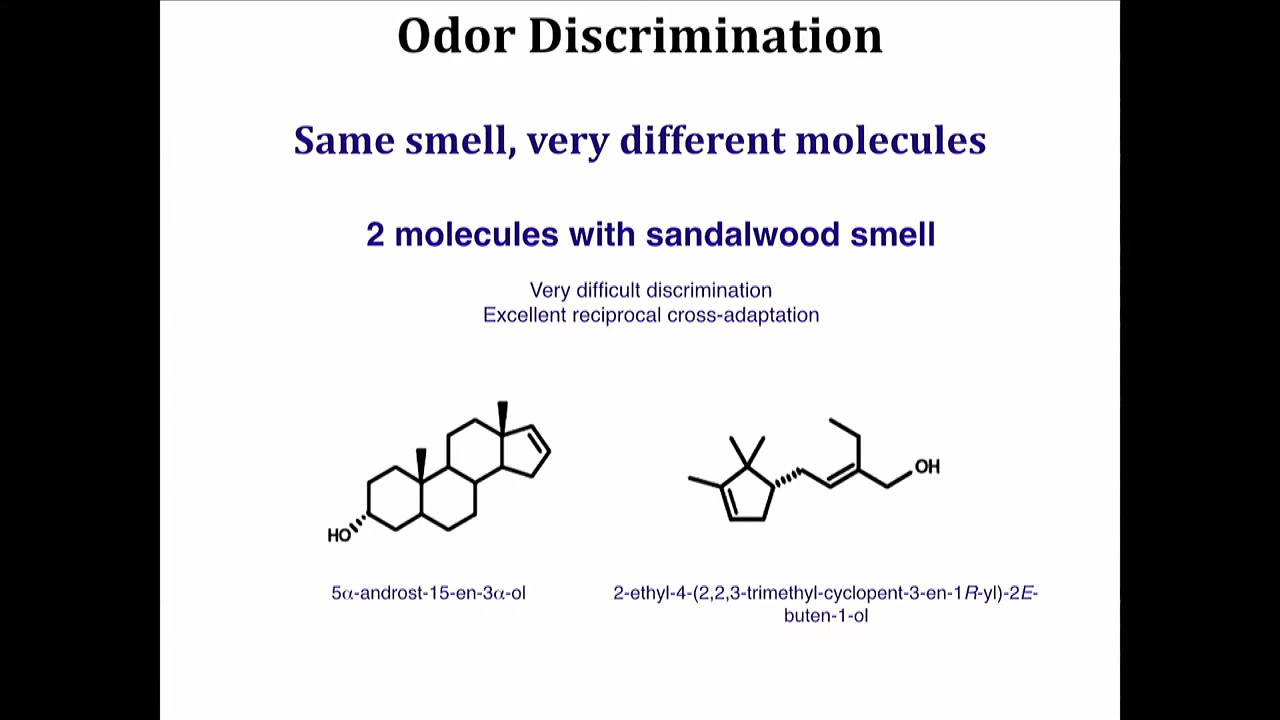 Odor Discrimination
Same smell, very different molecules
2 molecules with sandalwood smell
Very difficult discrimination
Excellent reciprocal cross-adaptation
HO
OH
5α-androst-15-en-3α-ol
2-ethyl-4-(2,2,3-trimethyl-cyclopent-3-en-1R-yl)-2E-
buten-1-ol